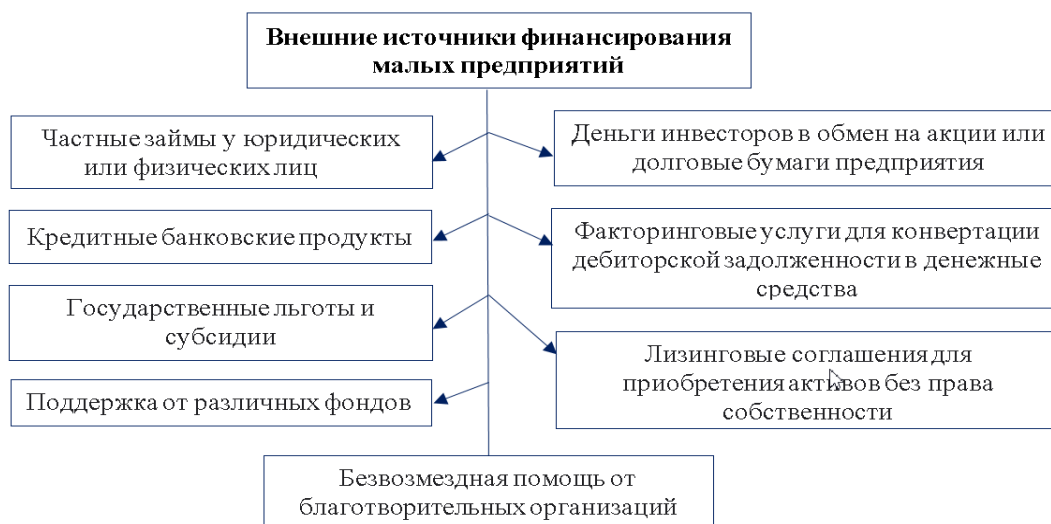 Внешние источники финансирования
малых предприятий
Частные займы у юридических
или физических лиц
Деньги инвесторов в обмен на акции или
долговые бумаги предприятия
Кредитные банковские продукты
Факторинговые услуги для конвертации
дебиторской задолженности в денежные
средства
Государственные льготы и
субсидии
Лизинговые соглашения для
приобретения активов без права
собственности
Поддержка от различных фондов
Безвозмездная помощь от
благотворительных организаций